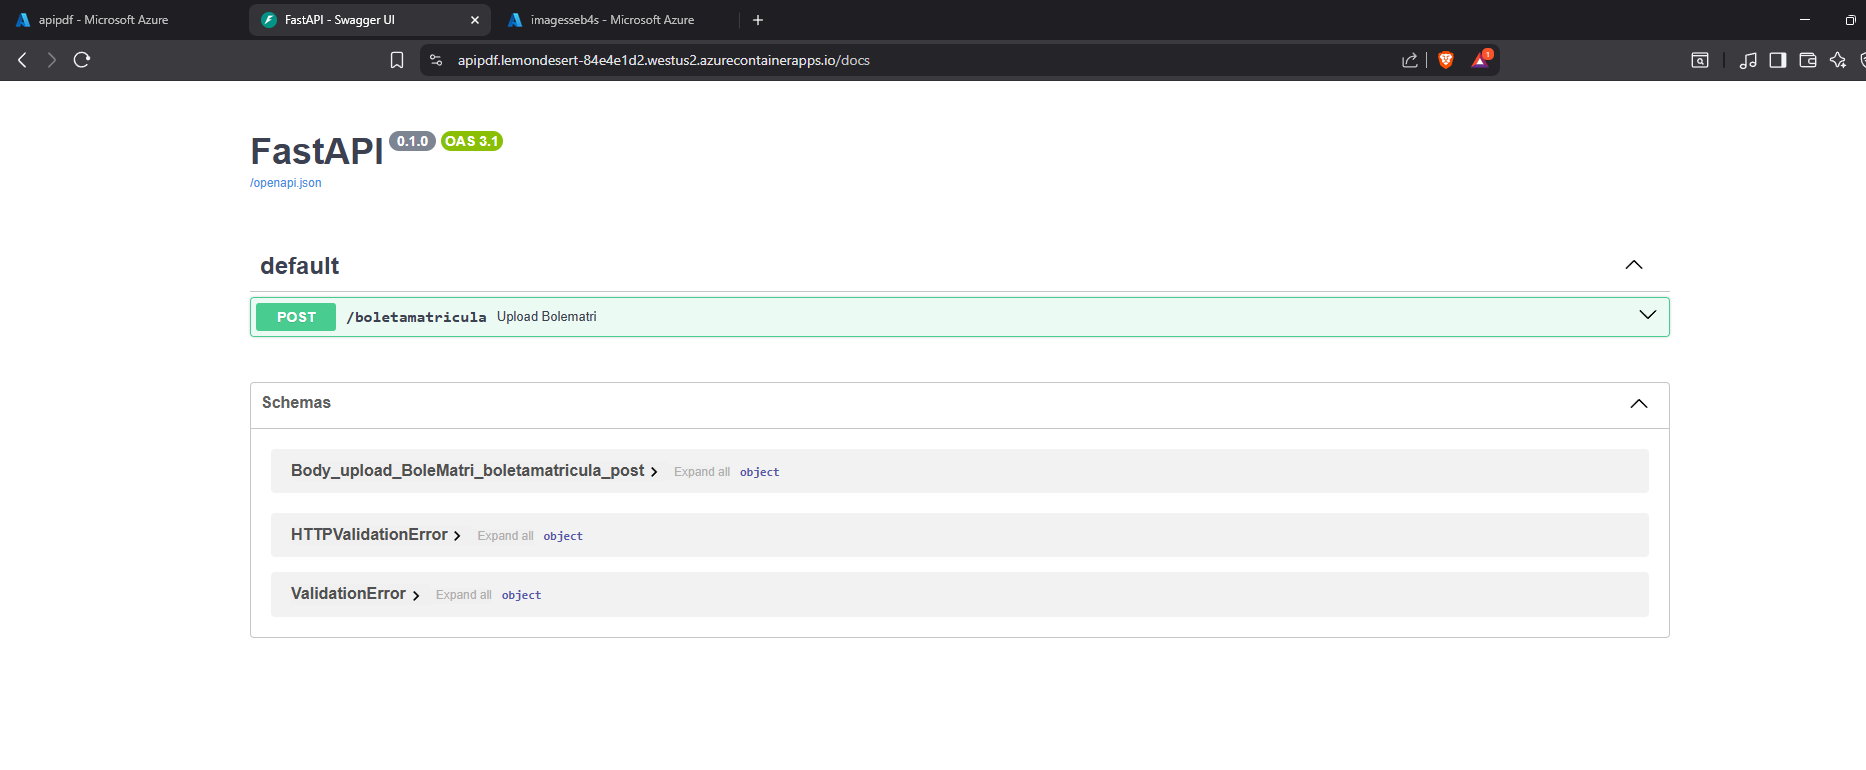 apipdf - Microsoft Azure
FastAPI - Swagger UI
imagesseb4s - Microsoft Azure
apipdf.lemondesert-84e4e1d2.westus2.azurecontainerapps.io/docs
1
FastAPI 0.1.0 OAS 3.1
/openapi.json
default
POST /boletamatricula Upload Bolematri
Schemas
Body_upload_BoleMatri_boletamatricula_post Expand all object
HTTPValidationError Expand all object
ValidationError Expand all object